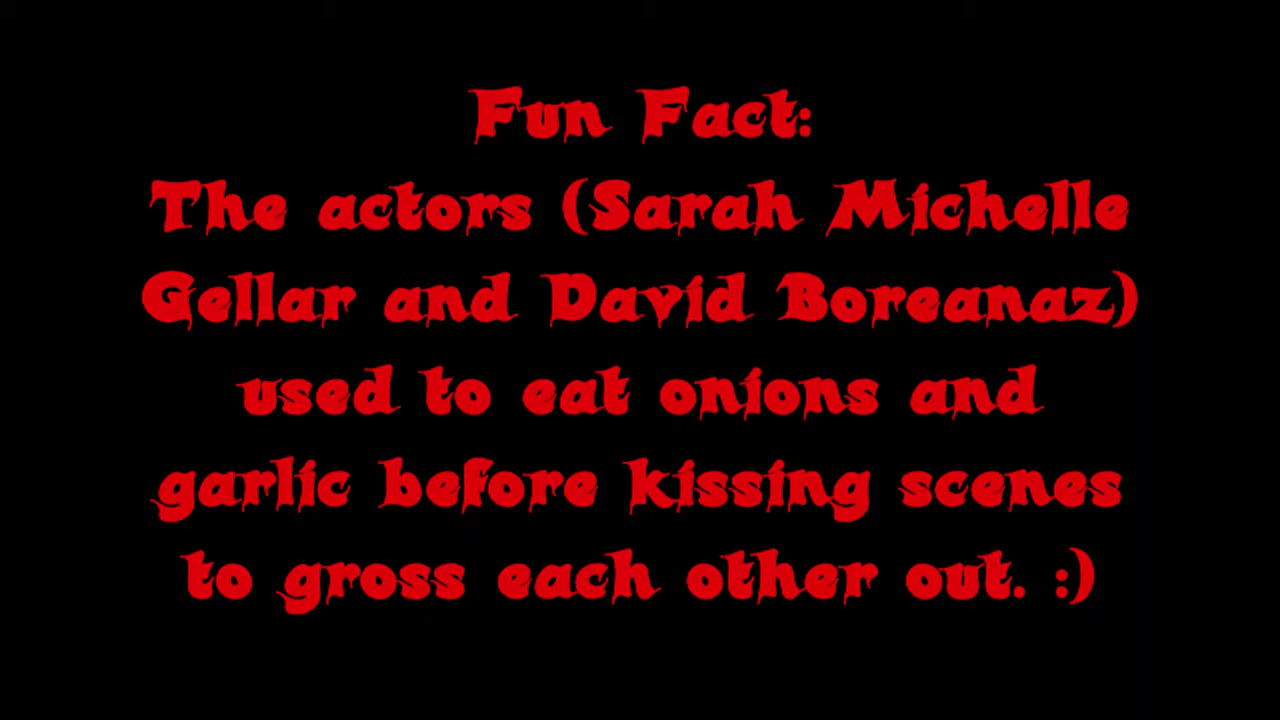 Fun Fact:
The actors (Sarah Michelle
Gellar and David Boreanaz)
used to eat onions and
garlic before kissing scenes
to gross each other out. :)